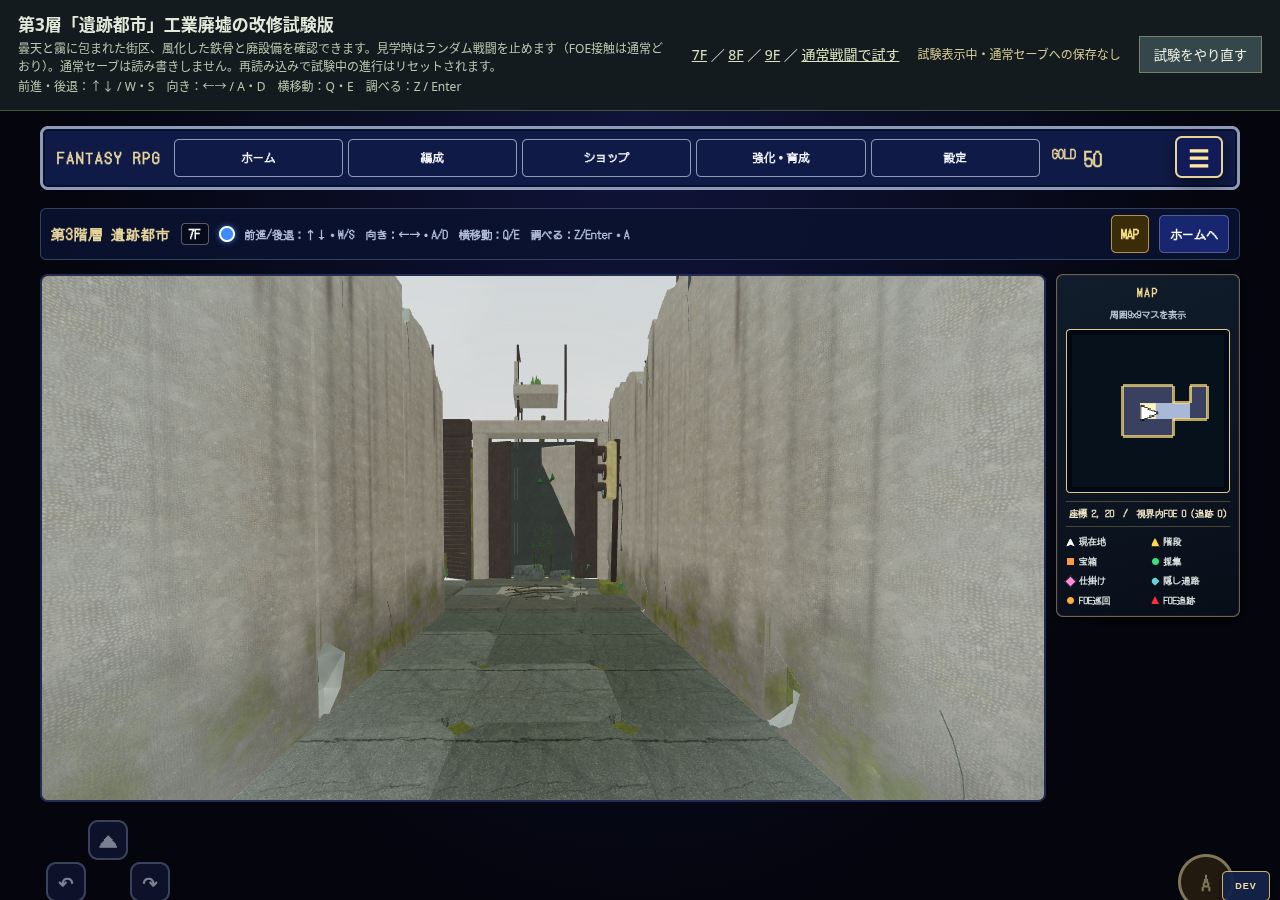 第3層「遺跡都市」工業廃墟の改修試験版
曇天と霧に包まれた街区、風化した鉄骨と廃設備を確認できます。見学時はランダム戦闘を止めます（FOE接触は通常ど
おり）。通常セーブは読み書きしません。再読み込みで試験中の進行はリセットされます。
前進・後退：↑ ↓ / W・S　向き：←→ / A・D　横移動：Q・E　調べる：Z / Enter
7F ／ 8F ／ 9F ／ 通常戦闘で試す
試験表示中・通常セーブへの保存なし
試験をやり直す
FANTASY RPG
ホーム
編成
ショップ
強化・育成
設定
GOLD 50
第3階層 遺跡都市
7F
前進/後退：↑↓・W/S　向き：←→・A/D　横移動：Q/E　調べる：Z/Enter・A
MAP
ホームへ
MAP
周囲9×9マスを表示
座標 2, 20 / 視界内FOE 0（追跡 0）
現在地
階段
宝箱
採集
仕掛け
隠し通路
FOE巡回
FOE追跡
A
DEV